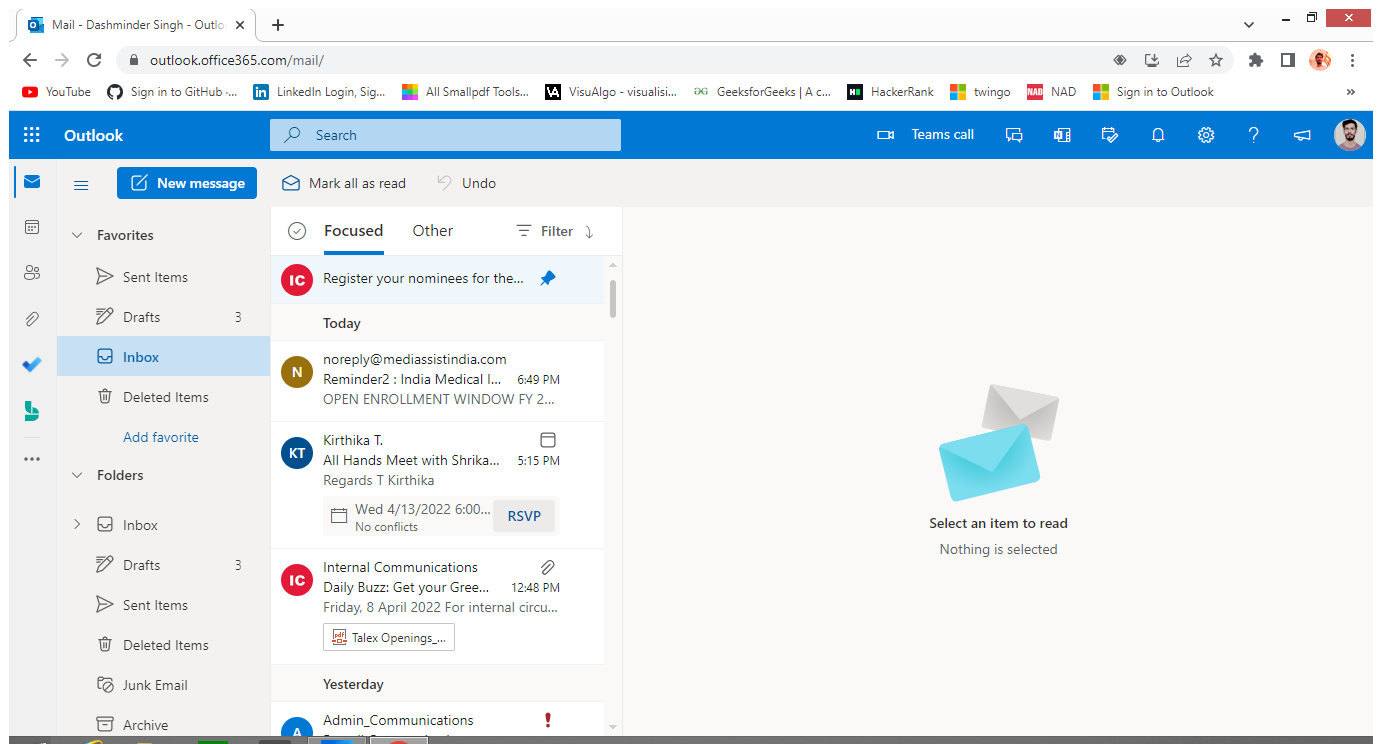 Mail - Dashminder Singh - Outlo
outlook.office365.com/mail/
YouTube Sign in to GitHub ·... LinkedIn Login, Sig... All Smallpdf Tools... VisuAlgo - visualisi... GeeksforGeeks | A c... HackerRank twingo NAD Sign in to Outlook »
Outlook Search Teams call
New message Mark all as read Undo
Favorites
Sent Items
Drafts 3
Inbox
Deleted Items
Add favorite
Folders
Inbox
Drafts 3
Sent Items
Deleted Items
Junk Email
Archive
Focused Other Filter
IC Register your nominees for the...
Today
N noreply@mediassistindia.com
Reminder2 : India Medical I... 6:49 PM
OPEN ENROLLMENT WINDOW FY 2...
KT Kirthika T.
All Hands Meet with Shrika... 5:15 PM
Regards T Kirthika
Wed 4/13/2022 6:00... RSVP
No conflicts
IC Internal Communications
Daily Buzz: Get your Gree... 12:48 PM
Friday, 8 April 2022 For internal circu...
pdf Talex Openings_...
Yesterday
A Admin_Communications
Select an item to read
Nothing is selected